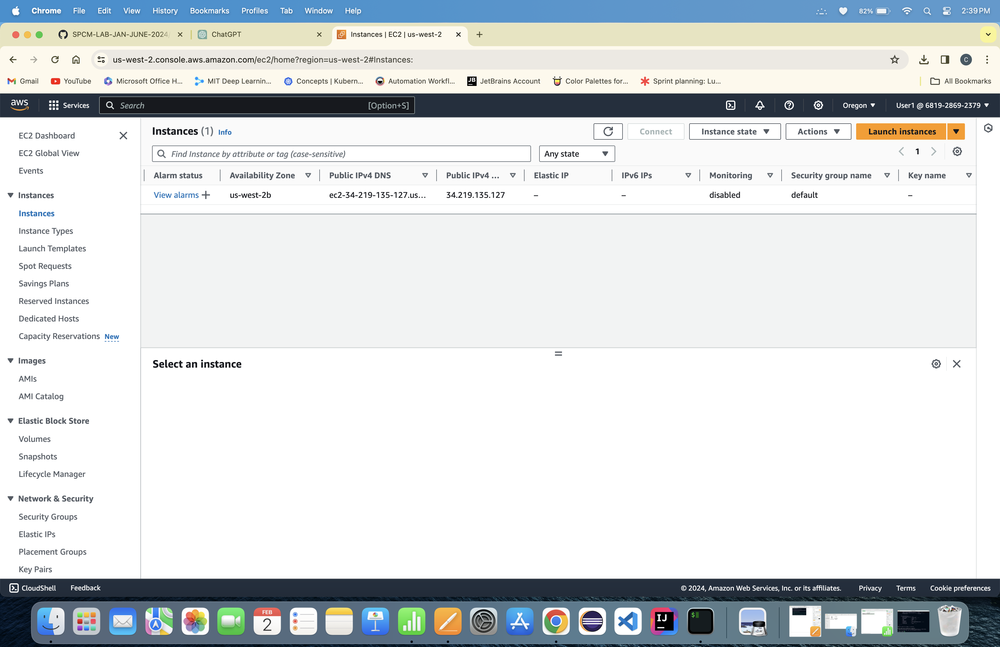 Chrome File Edit View History Bookmarks Profiles Tab Window Help 82% 2:39 PM
SPCM-LAB-JAN-JUNE-2024/ ChatGPT Instances | EC2 | us-west-2
us-west-2.console.aws.amazon.com/ec2/home?region=us-west-2#Instances: C
Gmail YouTube Microsoft Office H... MIT Deep Learnin... Concepts | Kubern... Automation Workfl... JB JetBrains Account Color Palettes for... Sprint planning: Lu... All Bookmarks
aws Services Search [Option+S] Oregon User1 @ 6819-2869-2379
EC2 Dashboard
EC2 Global View
Events
Instances
Instances
Instance Types
Launch Templates
Spot Requests
Savings Plans
Reserved Instances
Dedicated Hosts
Capacity Reservations New
Images
AMIs
AMI Catalog
Elastic Block Store
Volumes
Snapshots
Lifecycle Manager
Network & Security
Security Groups
Elastic IPs
Placement Groups
Key Pairs
Instances (1) Info Connect Instance state Actions Launch instances
Find Instance by attribute or tag (case-sensitive) Any state 1
Alarm status Availability Zone Public IPv4 DNS Public IPv4 ... Elastic IP IPv6 IPs Monitoring Security group name Key name
View alarms + us-west-2b ec2-34-219-135-127.us... 34.219.135.127 – – disabled default –
Select an instance
CloudShell Feedback © 2024, Amazon Web Services, Inc. or its affiliates. Privacy Terms Cookie preferences
FEB
2
IJ
$